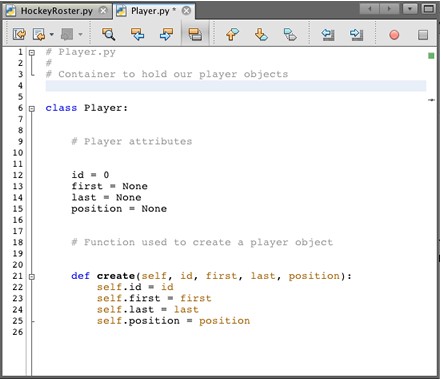 HockeyRoster.py Player.py *
1 # Player.py
2 #
3 # Container to hold our player objects
4
5
6 class Player:
7
8
9 # Player attributes
10
11
12 id = 0
13 first = None
14 last = None
15 position = None
16
17
18 # Function used to create a player object
19
20
21 def create(self, id, first, last, position):
22 self.id = id
23 self.first = first
24 self.last = last
25 self.position = position
26